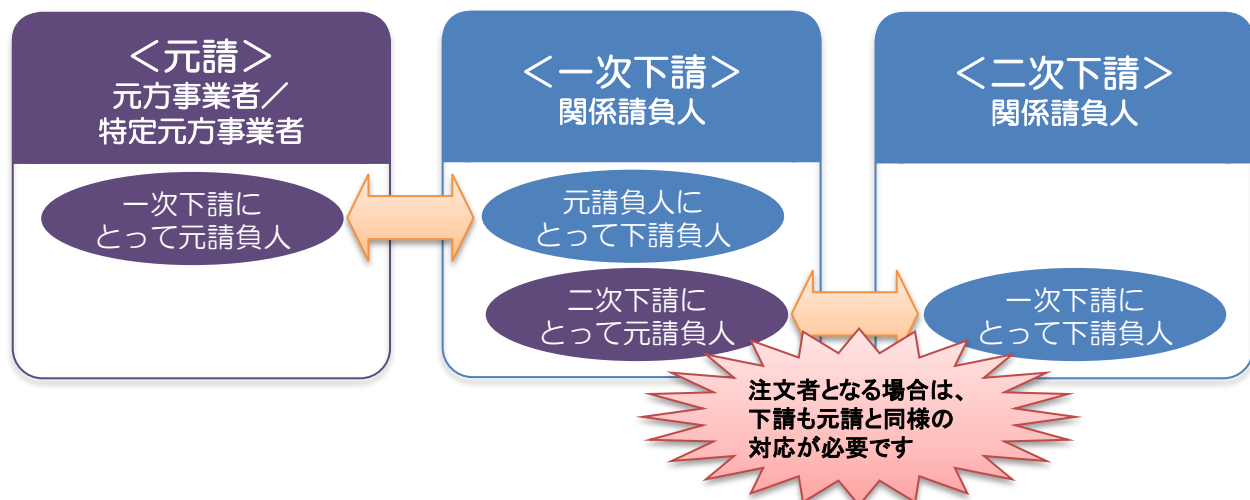 ＜元請＞
元方事業者／
特定元方事業者
一次下請に
とって元請負人
＜一次下請＞
関係請負人
元請負人に
とって下請負人
二次下請に
とって元請負人
＜二次下請＞
関係請負人
一次下請に
とって下請負人
注文者となる場合は、
下請も元請と同様の
対応が必要です